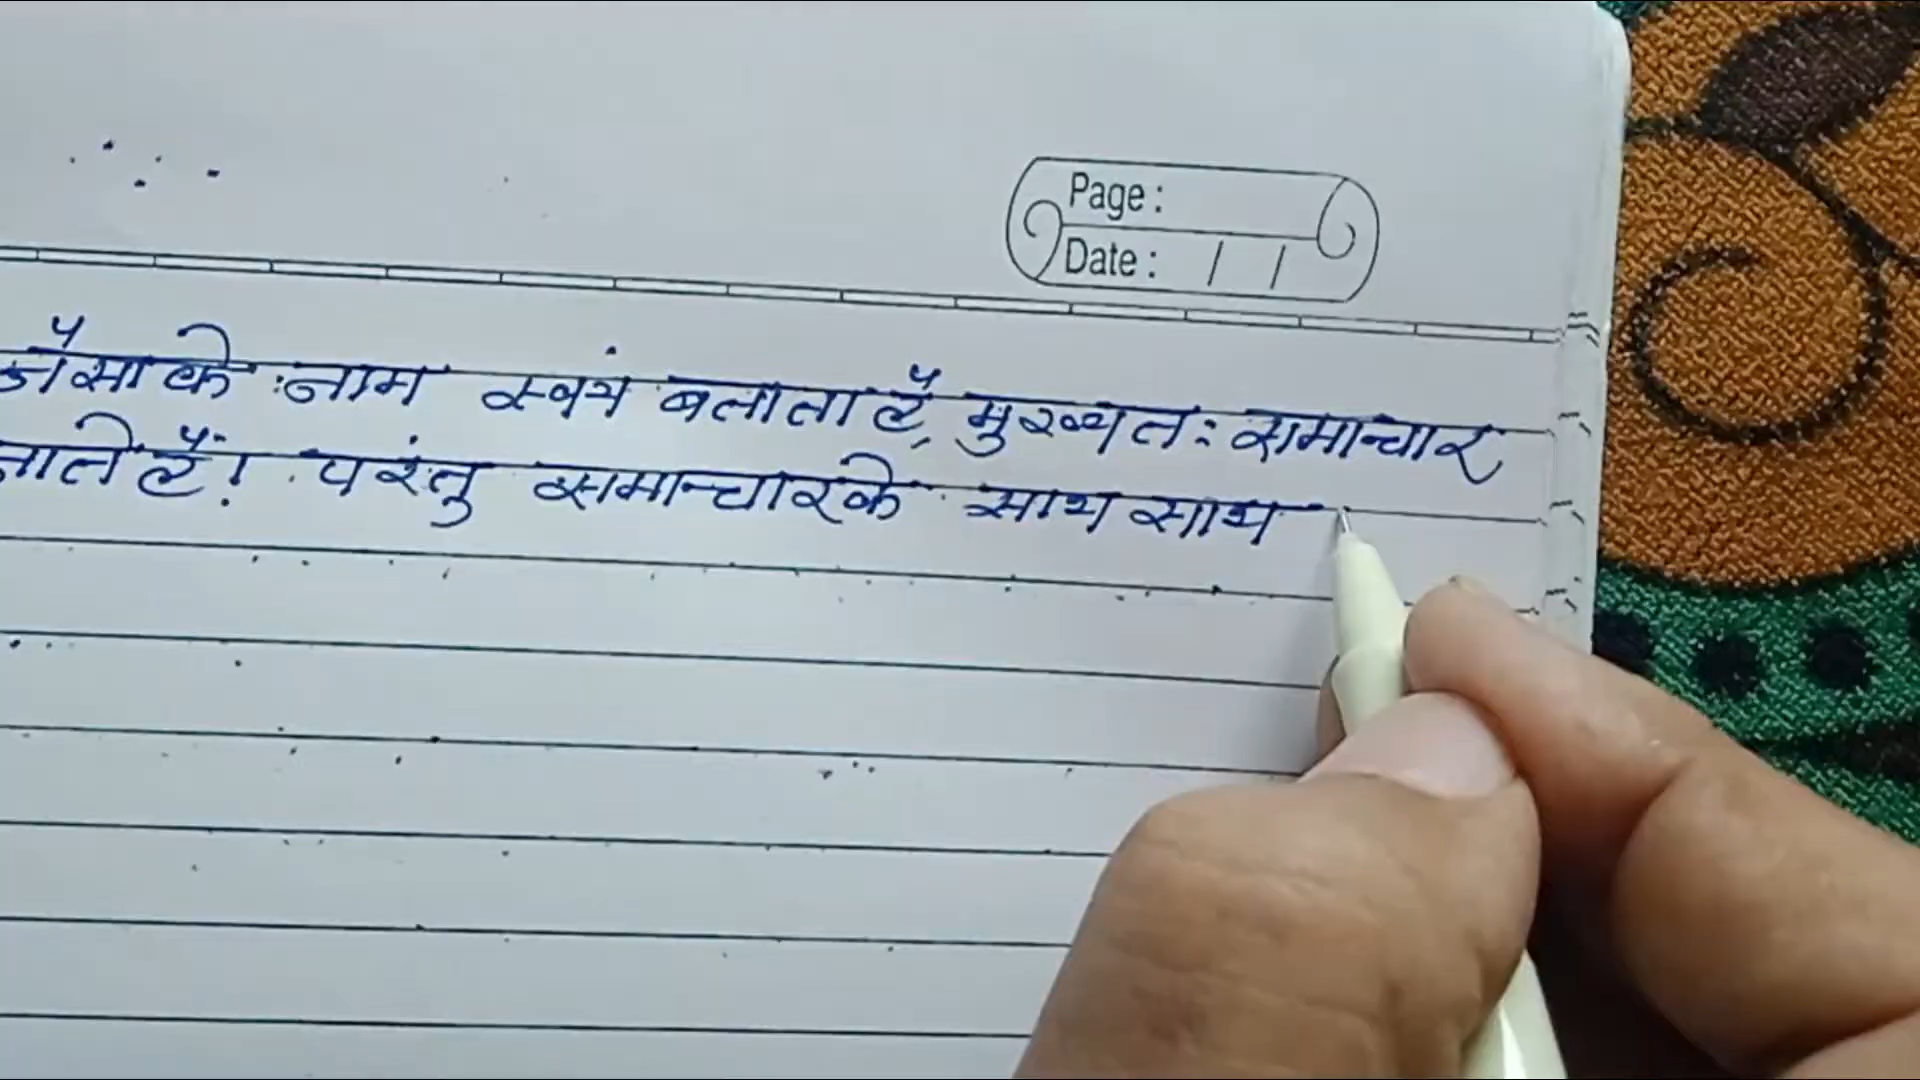 Page :
Date : / /
जैसा के नाम स्वयं बताता है, मुख्यत: समाचार
जाते हैं। परंतु समाचार के साथ साथ